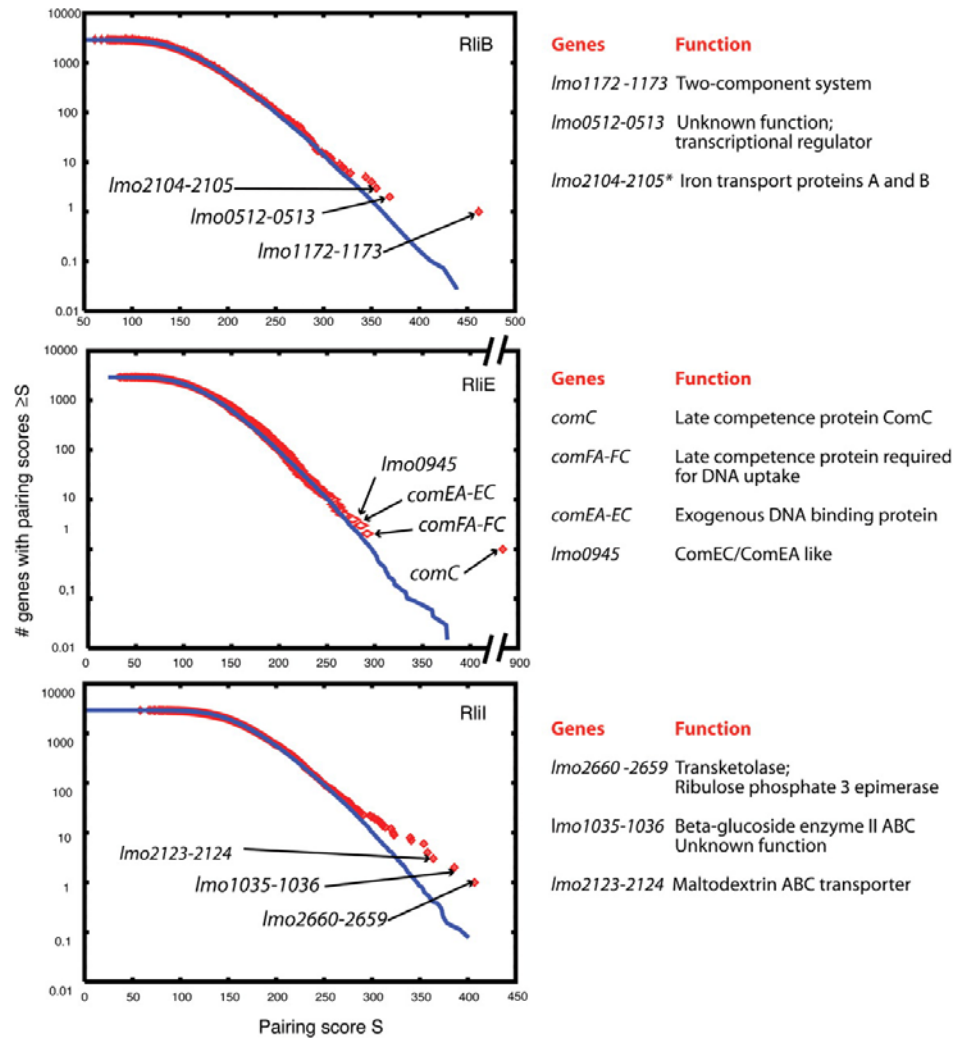 10000
1000
100
10
1
0.1
0.01
50
100
150
200
250
300
350
400
450
500
RliB
lmo2104-2105
lmo0512-0513
lmo1172-1173
Genes Function
lmo1172-1173 Two-component system
lmo0512-0513 Unknown function;
transcriptional regulator
lmo2104-2105* Iron transport proteins A and B
# genes with pairing scores ≥S
10000
1000
100
10
1
0,1
0.01
0
50
100
150
200
250
300
350
400
900
RliE
lmo0945
comEA-EC
comFA-FC
comC
Genes Function
comC Late competence protein ComC
comFA-FC Late competence protein required
for DNA uptake
comEA-EC Exogenous DNA binding protein
lmo0945 ComEC/ComEA like
10000
1000
100
10
1
0.1
0.01
0
50
100
150
200
250
300
350
400
450
RliI
lmo2123-2124
lmo1035-1036
lmo2660-2659
Pairing score S
Genes Function
lmo2660-2659 Transketolase;
Ribulose phosphate 3 epimerase
lmo1035-1036 Beta-glucoside enzyme II ABC
Unknown function
lmo2123-2124 Maltodextrin ABC transporter